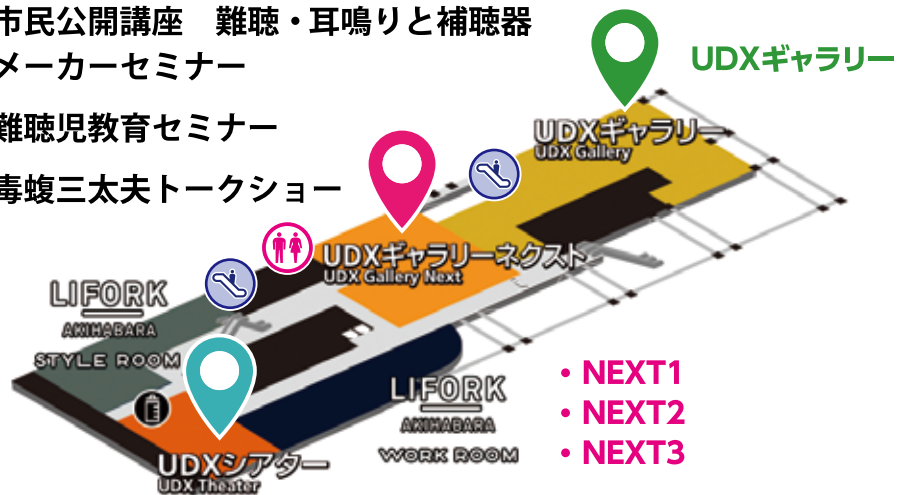 市民公開講座 難聴・耳鳴りと補聴器
メーカーセミナー
難聴児教育セミナー
毒蝮三太夫トークショー
UDXギャラリー
UDXギャラリー
UDX Gallery
UDXギャラリーネクスト
UDX Gallery Next
LIFORK
AKIHABARA
STYLE ROOM
LIFORK
AKIHABARA
WORK ROOM
・NEXT1
・NEXT2
・NEXT3
UDXシアター
UDX Theater